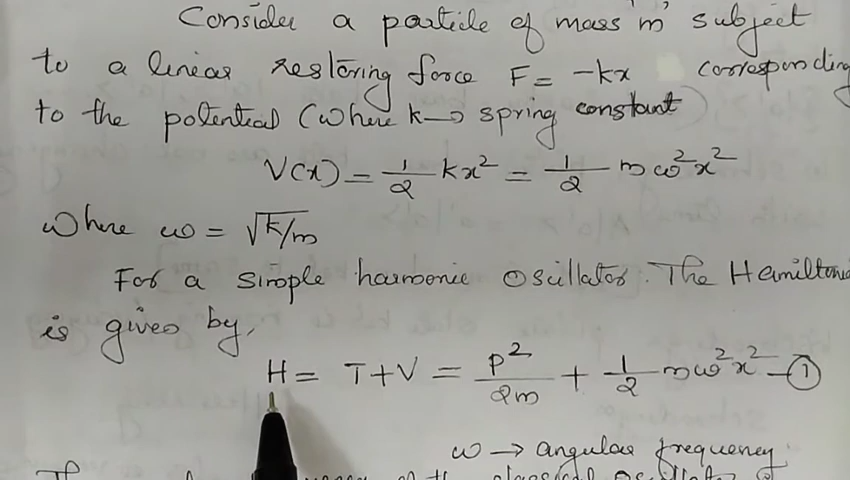 Consider a particle of mass 'm' subject
to a linear restoring force F = -kx corresponding
to the potential (where k → spring constant
V(x) = 1/2 kx² = 1/2 mω²x²
where ω = √k/m
For a simple harmonic oscillator. The Hamiltoni
is given by,
H = T+V = p²/2m + 1/2 mω²x² - ①
ω → angular frequency.